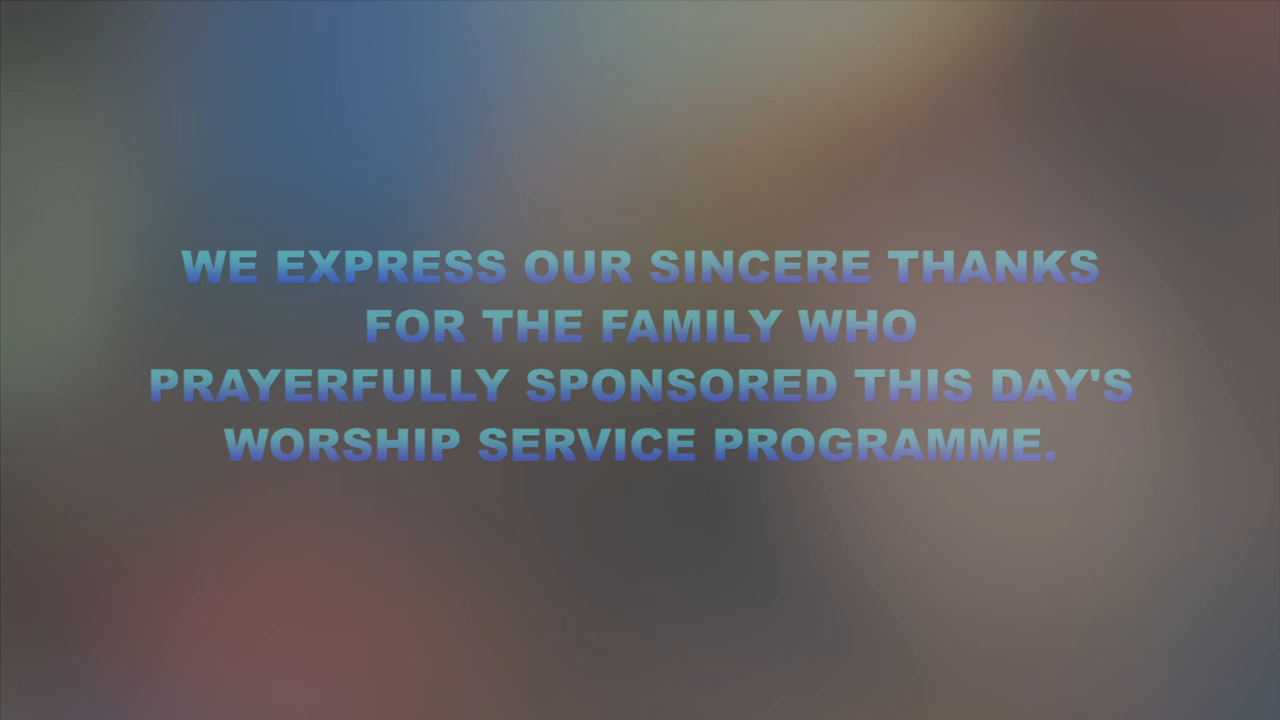 WE EXPRESS OUR SINCERE THANKS
FOR THE FAMILY WHO
PRAYERFULLY SPONSORED THIS DAY'S
WORSHIP SERVICE PROGRAMME.